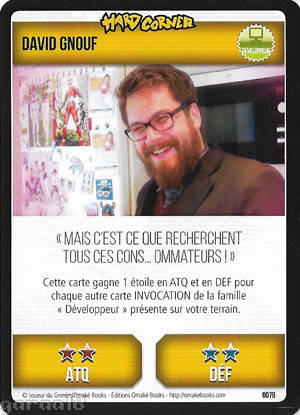 HARD CORNER
DAVID GNOUF
DÉVELOPPEUR
« MAIS C'EST CE QUE RECHERCHENT
TOUS CES CONS... OMMATEURS ! »
Cette carte gagne 1 étoile en ATQ et en DEF pour
chaque autre carte INVOCATION de la famille
« Développeur » présente sur votre terrain.
ATQ
DEF
© Joueur du Grenier/Omaké Books - Editions Omaké Books - https://omakebooks.com/
0079